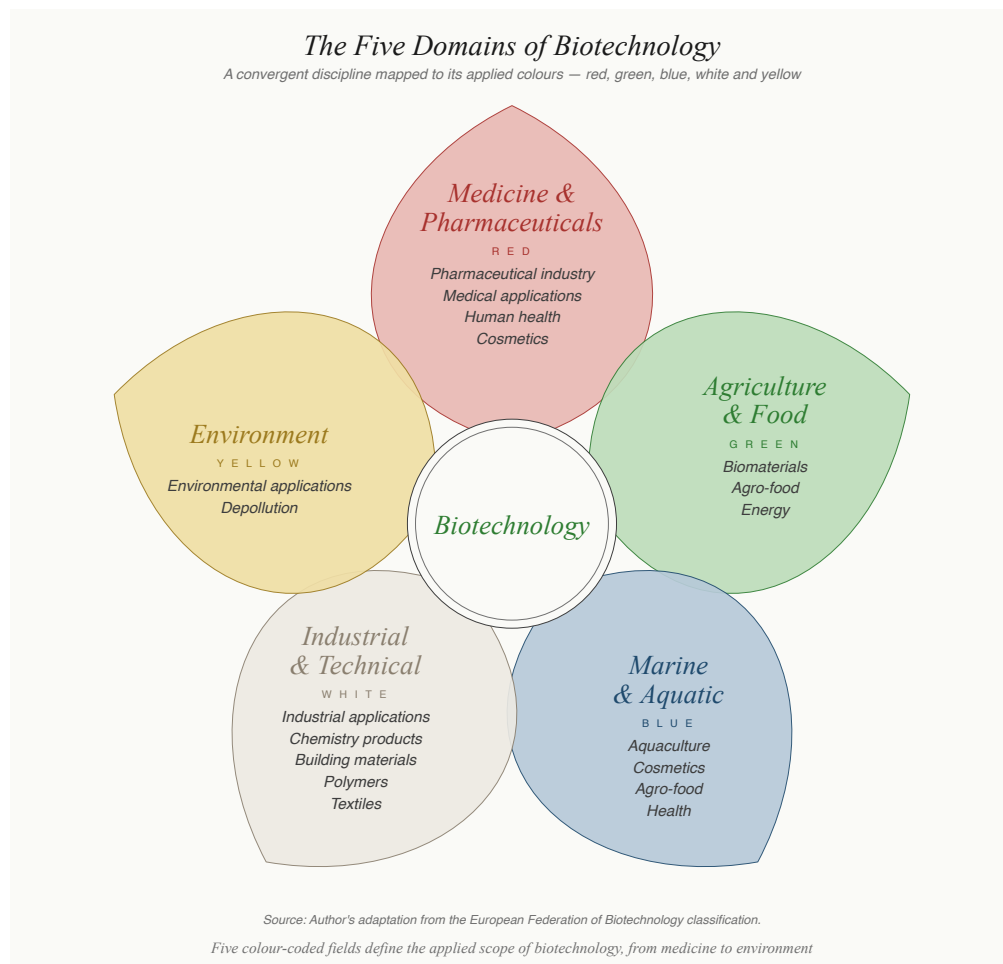 The Five Domains of Biotechnology
A convergent discipline mapped to its applied colours — red, green, blue, white and yellow
Medicine &
Pharmaceuticals
RED
Pharmaceutical industry
Medical applications
Human health
Cosmetics
Agriculture
& Food
GREEN
Biomaterials
Agro-food
Energy
Environment
YELLOW
Environmental applications
Depollution
Biotechnology
Industrial
& Technical
WHITE
Industrial applications
Chemistry products
Building materials
Polymers
Textiles
Marine
& Aquatic
BLUE
Aquaculture
Cosmetics
Agro-food
Health
Source: Author's adaptation from the European Federation of Biotechnology classification.
Five colour-coded fields define the applied scope of biotechnology, from medicine to environment